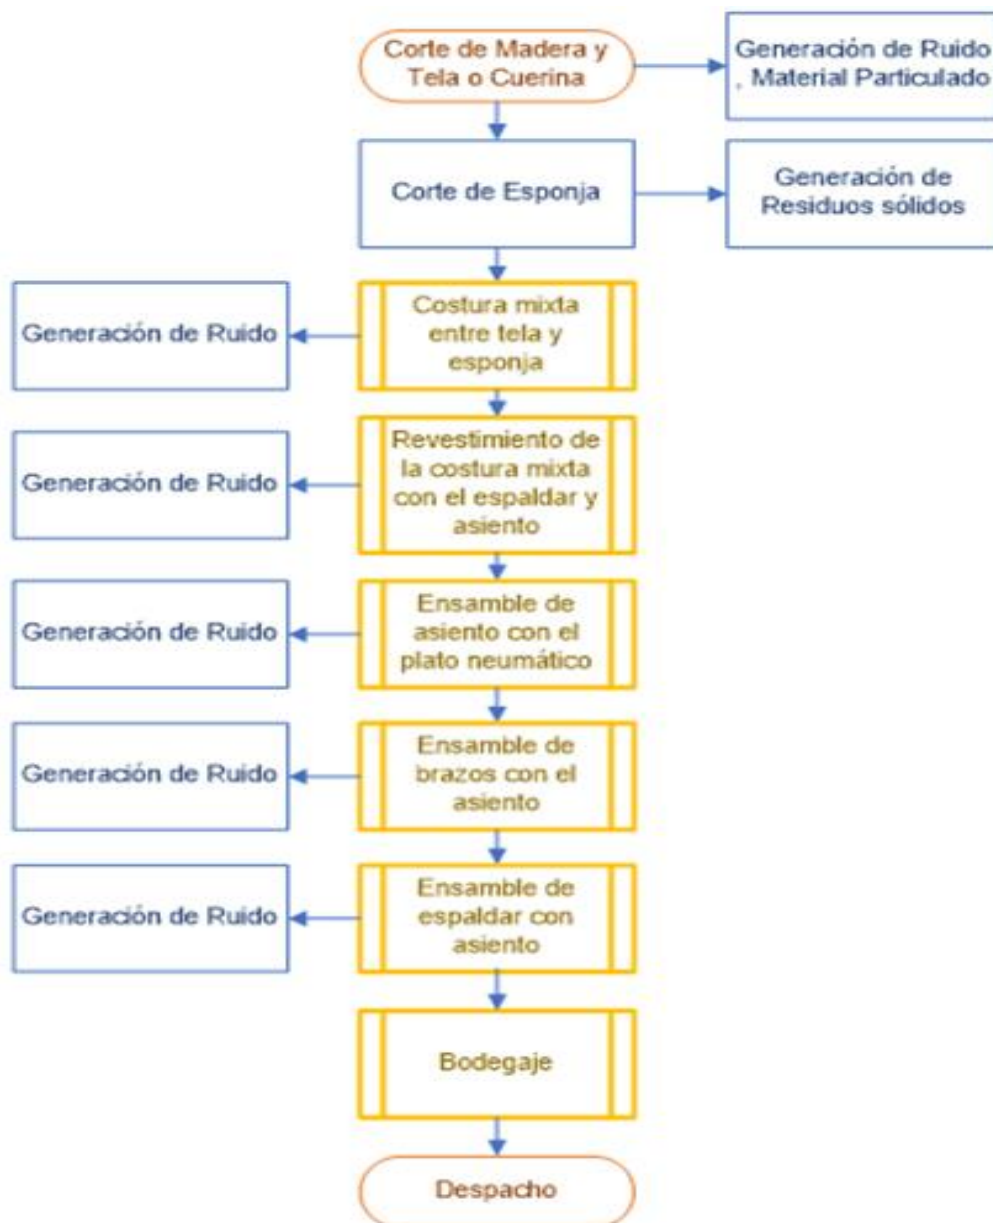 Corte de Madera y
Tela o Cuerina
Generación de Ruido
, Material Particulado
Corte de Esponja
Generación de
Residuos sólidos
Generación de Ruido
Costura mixta
entre tela y
esponja
Generación de Ruido
Revestimiento de
la costura mixta
con el espaldar y
asiento
Generación de Ruido
Ensamble de
asiento con el
plato neumático
Generación de Ruido
Ensamble de
brazos con el
asiento
Generación de Ruido
Ensamble de
espaldar con
asiento
Bodegaje
Despacho